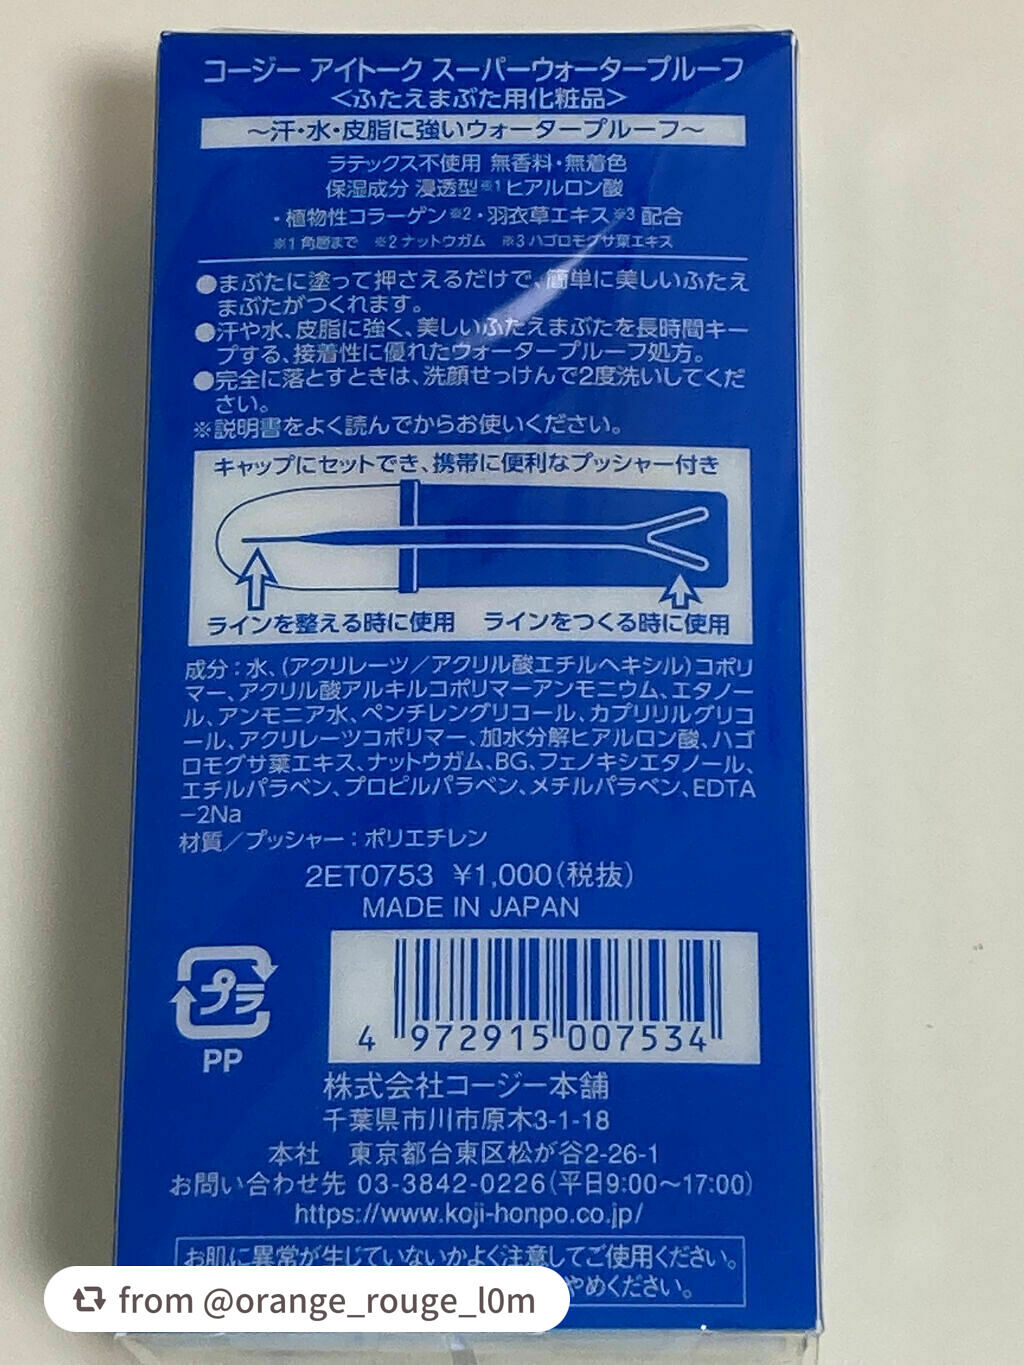 コージー アイトーク スーパーウォータープルーフ
<ふたえまぶた用化粧品>
～汗・水・皮脂に強いウォータープルーフ～
ラテックス不使用 無香料・無着色
保湿成分 浸透型※1ヒアルロン酸
・植物性コラーゲン※2・羽衣草エキス※3 配合
※1 角層まで ※2 ナットウガム ※3 ハゴロモグサ葉エキス
●まぶたに塗って押さえるだけで、簡単に美しいふたえ
まぶたがつくれます。
●汗や水、皮脂に強く、美しいふたえまぶたを長時間キー
プする、接着性に優れたウォータープルーフ処方。
●完全に落とすときは、洗顔せっけんで2度洗いしてくだ
さい。
※説明書をよく読んでからお使いください。
キャップにセットでき、携帯に便利なプッシャー付き
ラインを整える時に使用 ラインをつくる時に使用
成分：水、(アクリレーツ／アクリル酸エチルヘキシル)コポリ
マー、アクリル酸アルキルコポリマーアンモニウム、エタノー
ル、アンモニア水、ペンチレングリコール、カプリリルグリコ
ール、アクリレーツコポリマー、加水分解ヒアルロン酸、ハゴ
ロモグサ葉エキス、ナットウガム、BG、フェノキシエタノール、
エチルパラベン、プロピルパラベン、メチルパラベン、EDTA
−2Na
材質／プッシャー：ポリエチレン
2ET0753 ¥1,000(税抜)
MADE IN JAPAN
プラ
PP
4 972915 007534
株式会社コージー本舗
千葉県市川市原木3-1-18
本社 東京都台東区松が谷2-26-1
お問い合わせ先 03-3842-0226(平日9:00～17:00)
https://www.koji-honpo.co.jp/
お肌に異常が生じていないかよく注意してご使用ください。
やめください。
from @orange_rouge_l0m